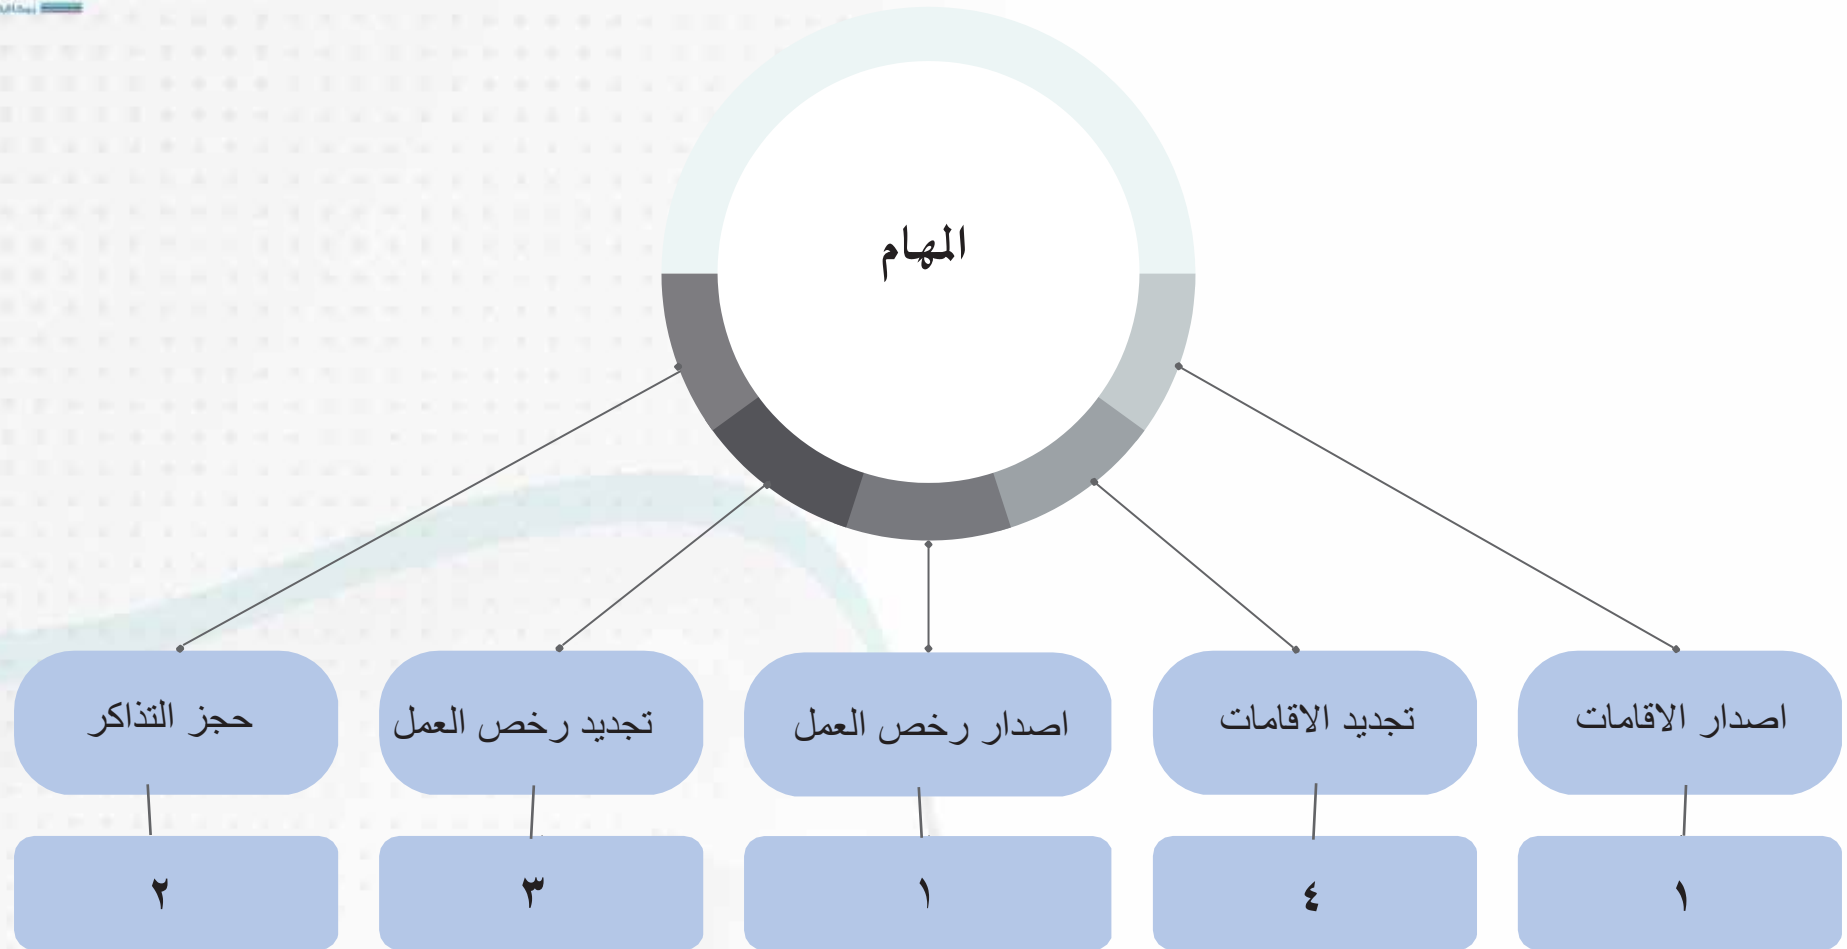 المهام
اصدار الاقامات
تجديد الاقامات
اصدار رخص العمل
تجديد رخص العمل
حجز التذاكر
١
٤
١
٣
٢